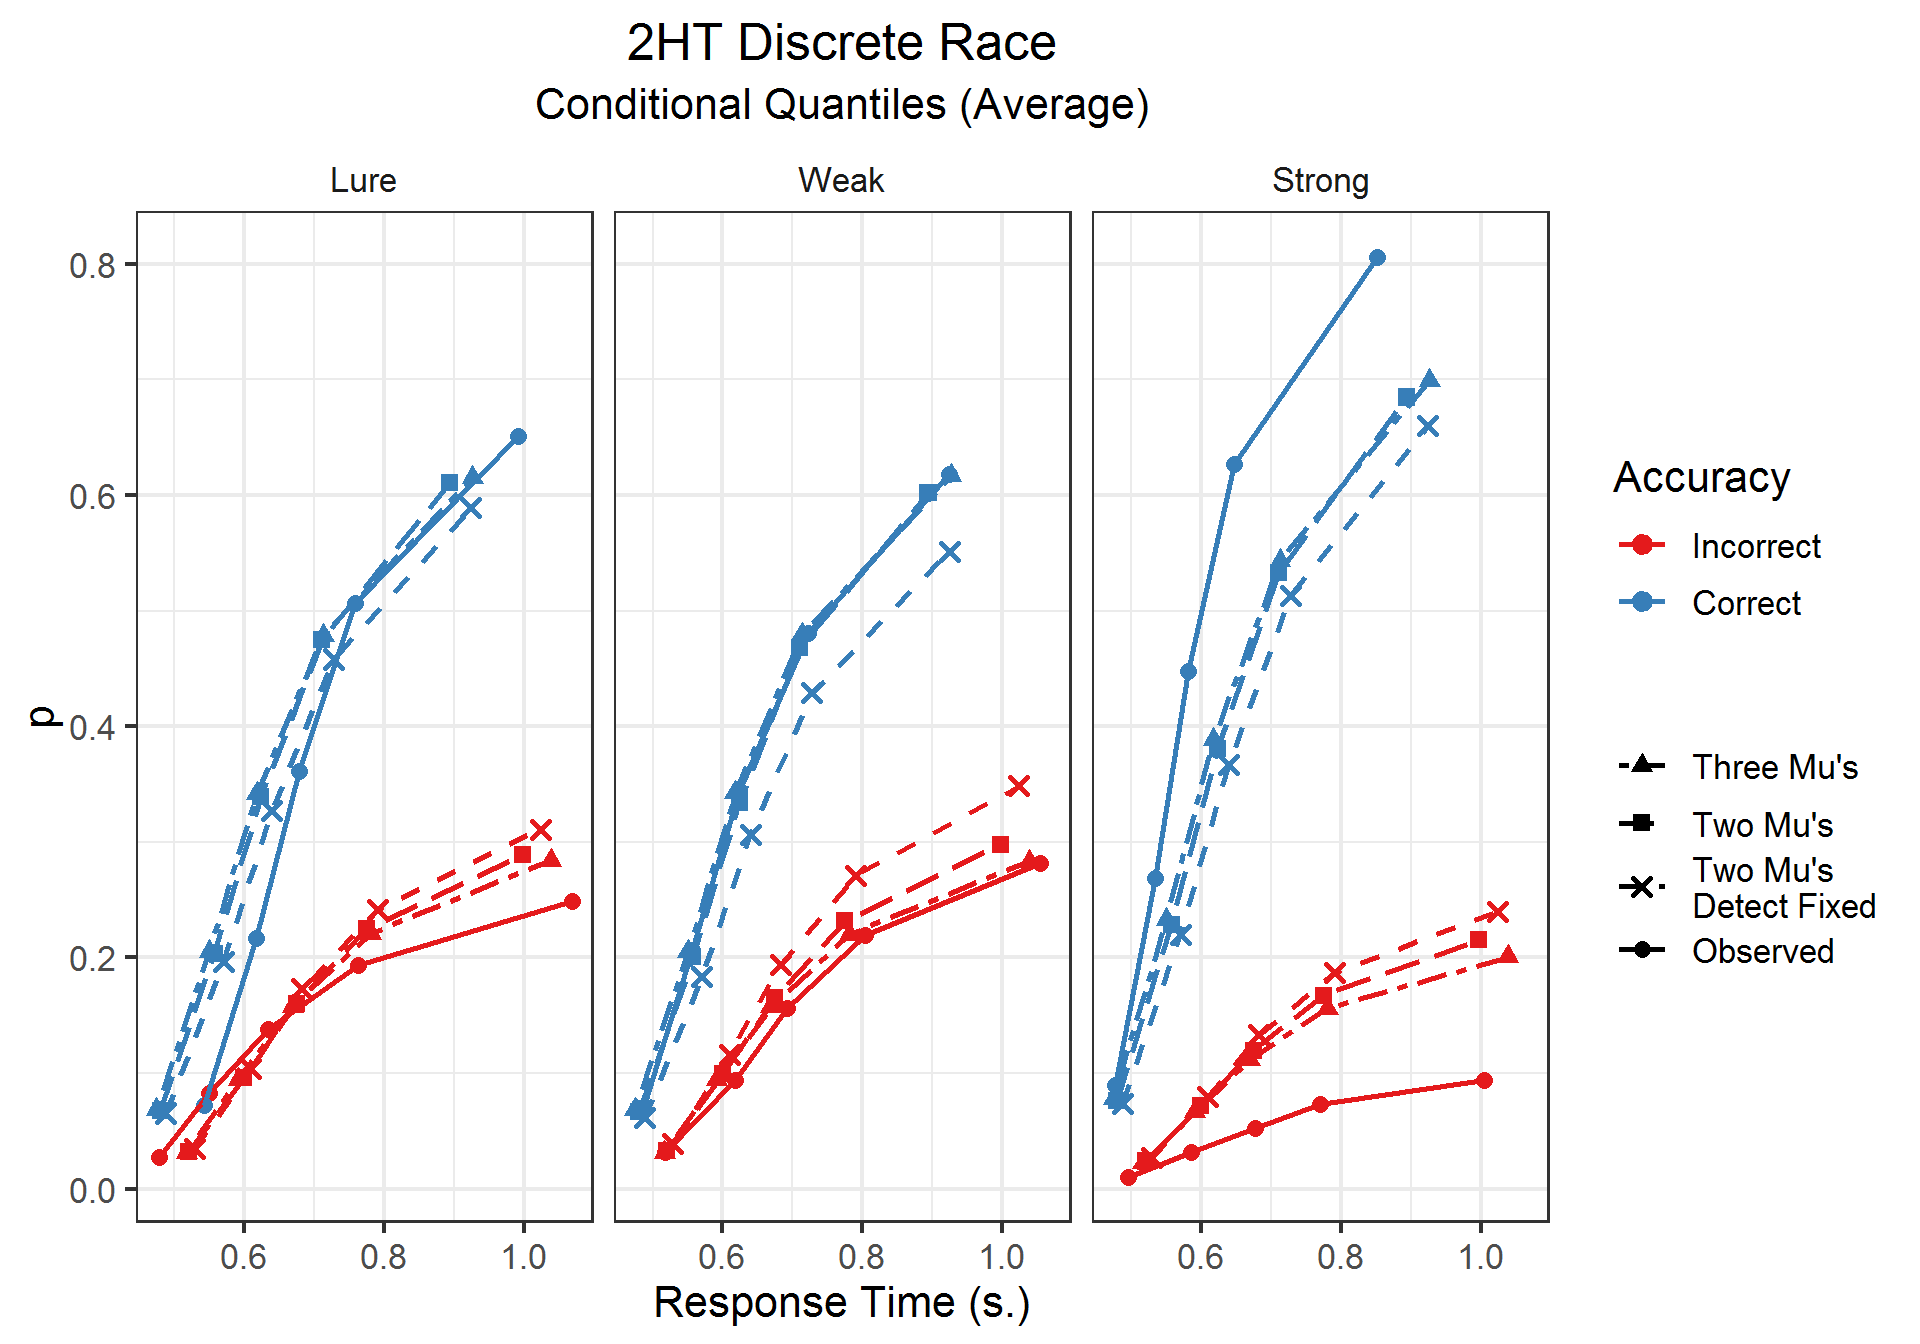 2HT Discrete Race
Conditional Quantiles (Average)
Lure
Weak
Strong
0.8
0.6
0.4
0.2
0.0
p
0.6 0.8 1.0
0.6 0.8 1.0
0.6 0.8 1.0
Response Time (s.)
Accuracy
Incorrect
Correct
Three Mu's
Two Mu's
Two Mu's
Detect Fixed
Observed